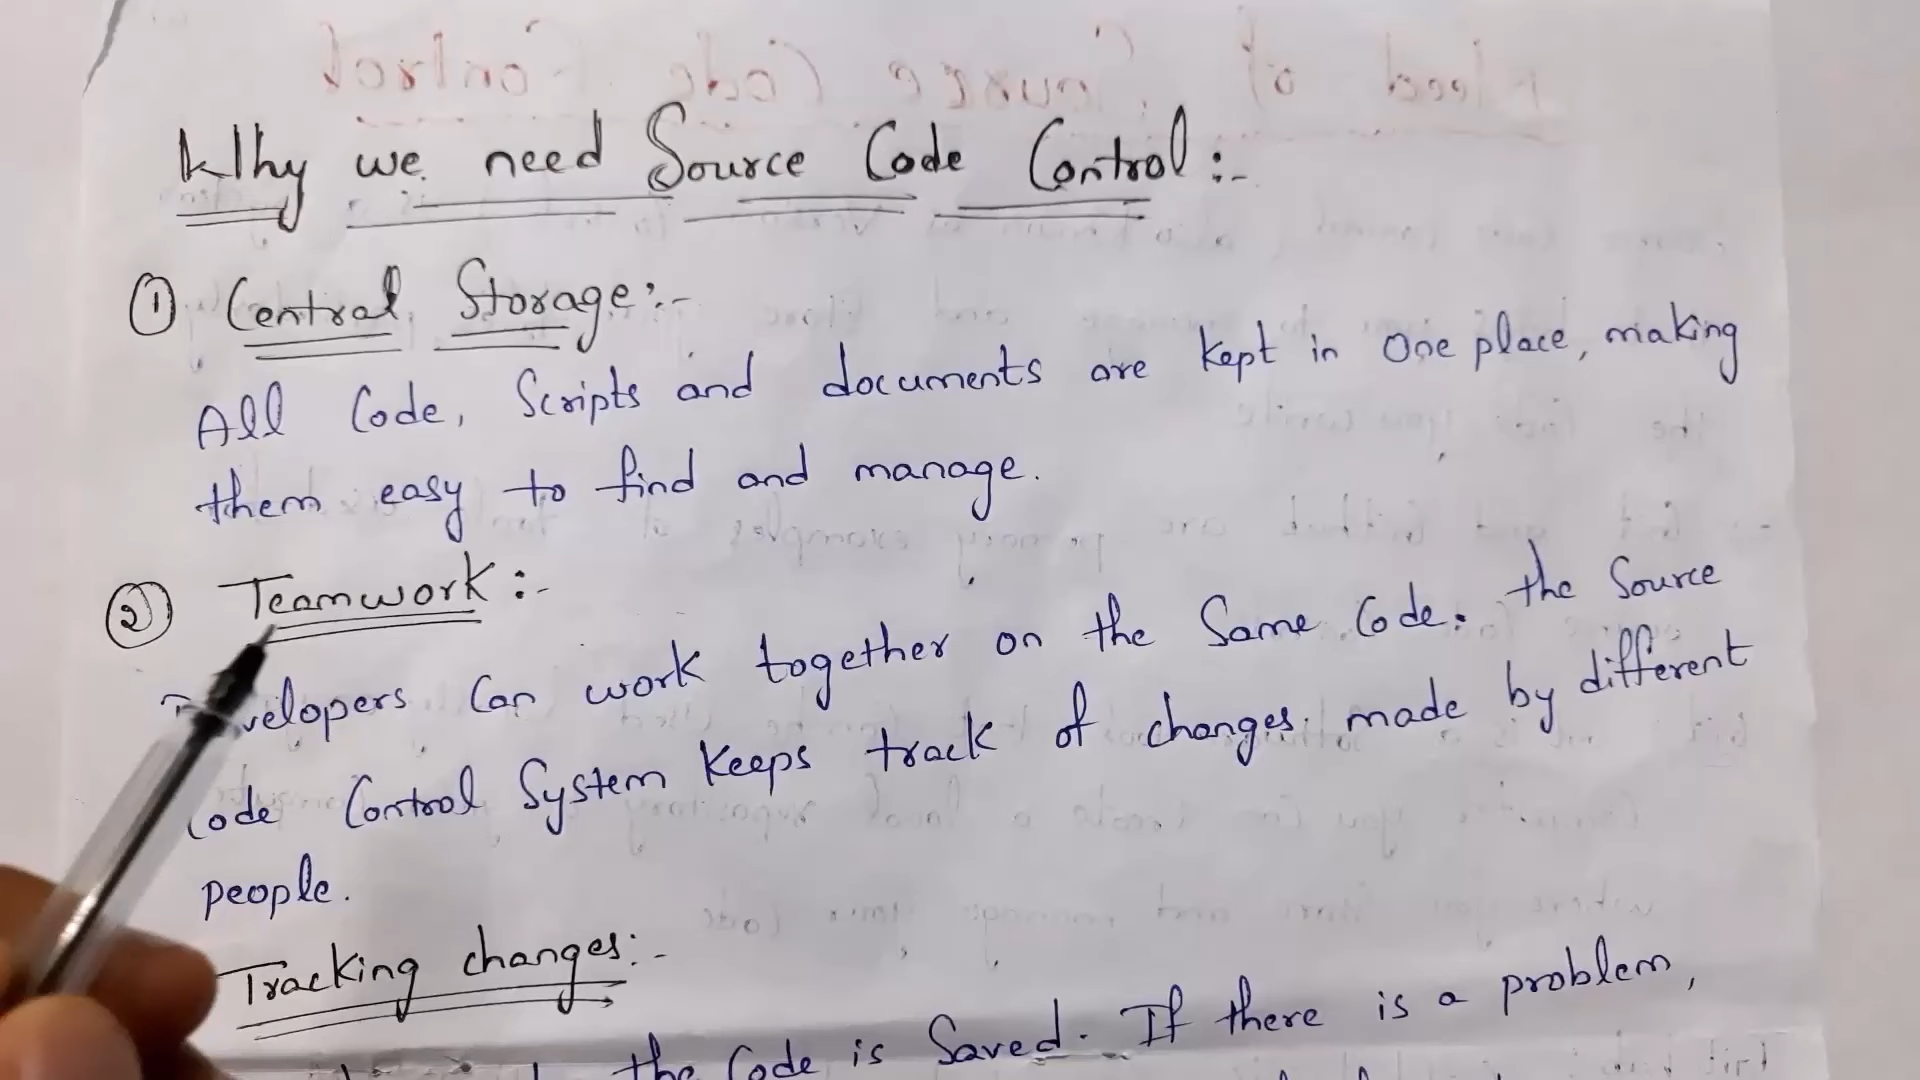 Why we need Source Code Control:-
① Central Storage:-
All Code, Scripts and documents are kept in one place, making
them easy to find and manage.
② Teamwork:-
velopers Can work together on the Same Code. the Source
Code Control System keeps track of changes made by different
people.
Tracking changes:-
the Code is Saved. If there is a problem,